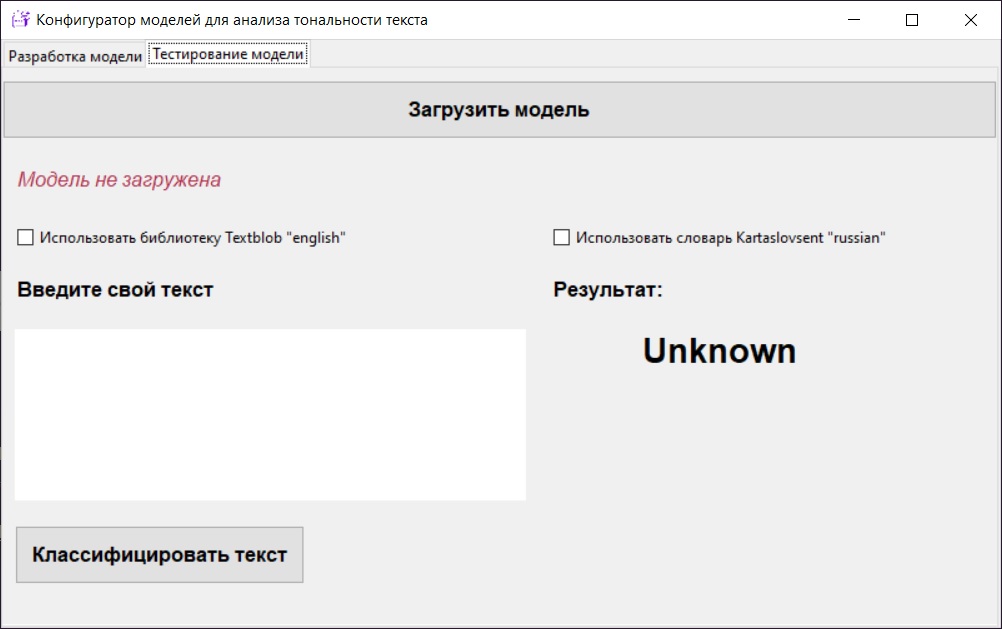 Конфигуратор моделей для анализа тональности текста
Разработка модели
Тестирование модели
Загрузить модель
Модель не загружена
Использовать библиотеку Textblob "english"
Использовать словарь Kartaslovsent "russian"
Введите свой текст
Результат:
Unknown
Классифицировать текст